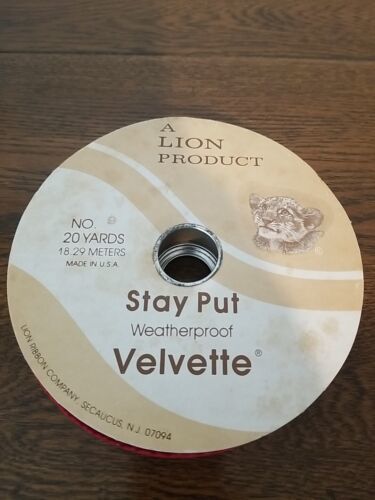 A
LION
PRODUCT
®
NO. 9
20 YARDS
18.29 METERS
MADE IN U.S.A.
Stay Put
Weatherproof
Velvette®
LION RIBBON COMPANY, SECAUCUS, N.J. 07094